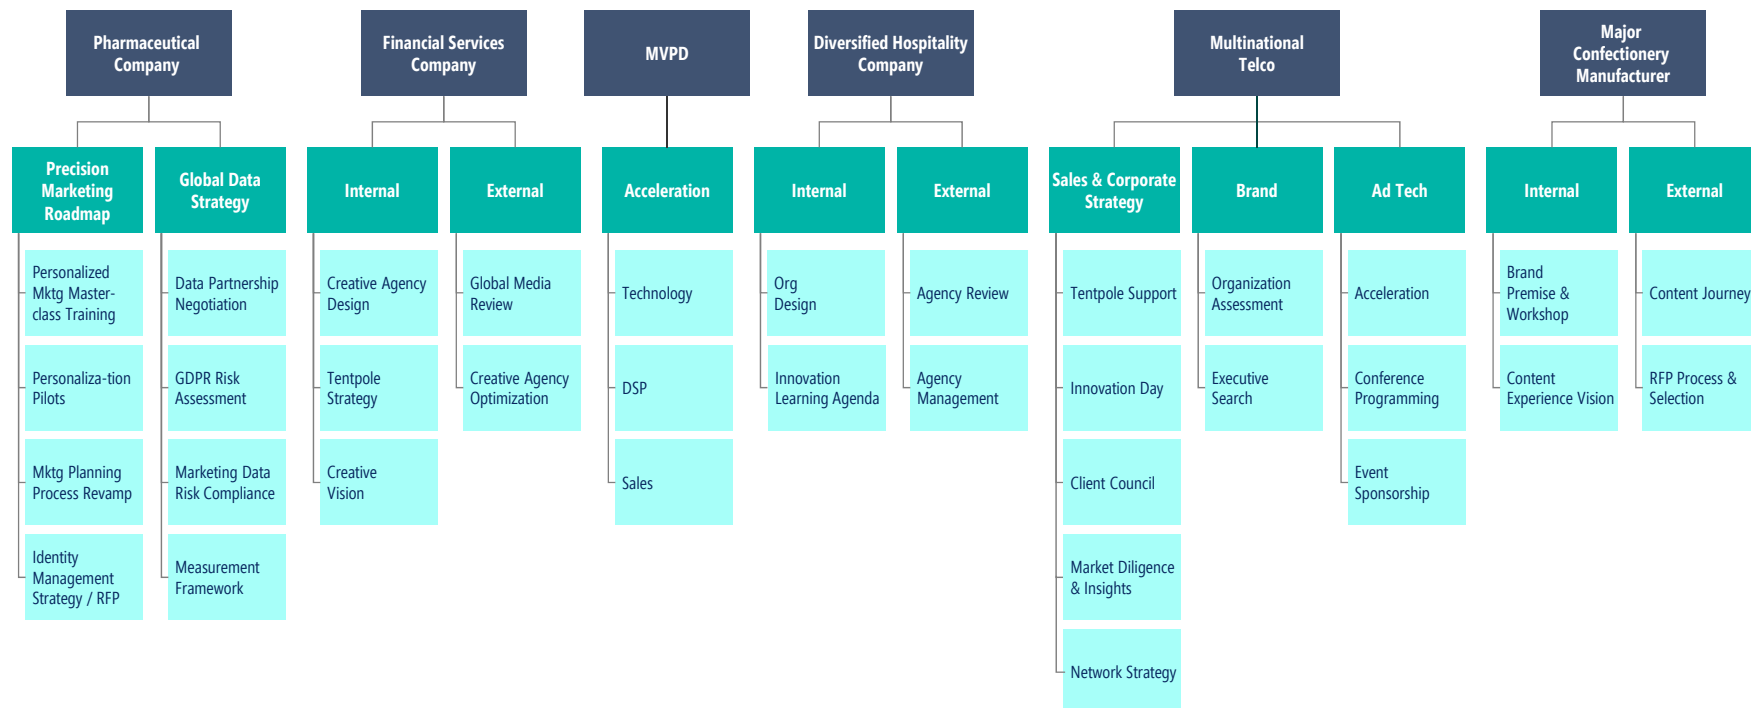 Pharmaceutical
Company
Financial Services
Company
MVPD
Diversified Hospitality
Company
Multinational
Telco
Major
Confectionery
Manufacturer
Precision
Marketing
Roadmap
Global Data
Strategy
Internal
External
Acceleration
Internal
External
Sales & Corporate
Strategy
Brand
Ad Tech
Internal
External
Personalized
Mktg Master-
class Training
Personaliza-tion
Pilots
Mktg Planning
Process Revamp
Identity
Management
Strategy / RFP
Data Partnership
Negotiation
GDPR Risk
Assessment
Marketing Data
Risk Compliance
Measurement
Framework
Creative Agency
Design
Tentpole
Strategy
Creative
Vision
Global Media
Review
Creative Agency
Optimization
Technology
DSP
Sales
Org
Design
Innovation
Learning Agenda
Agency Review
Agency
Management
Tentpole Support
Innovation Day
Client Council
Market Diligence
& Insights
Network Strategy
Organization
Assessment
Executive
Search
Acceleration
Conference
Programming
Event
Sponsorship
Brand
Premise &
Workshop
Content
Experience Vision
Content Journey
RFP Process &
Selection